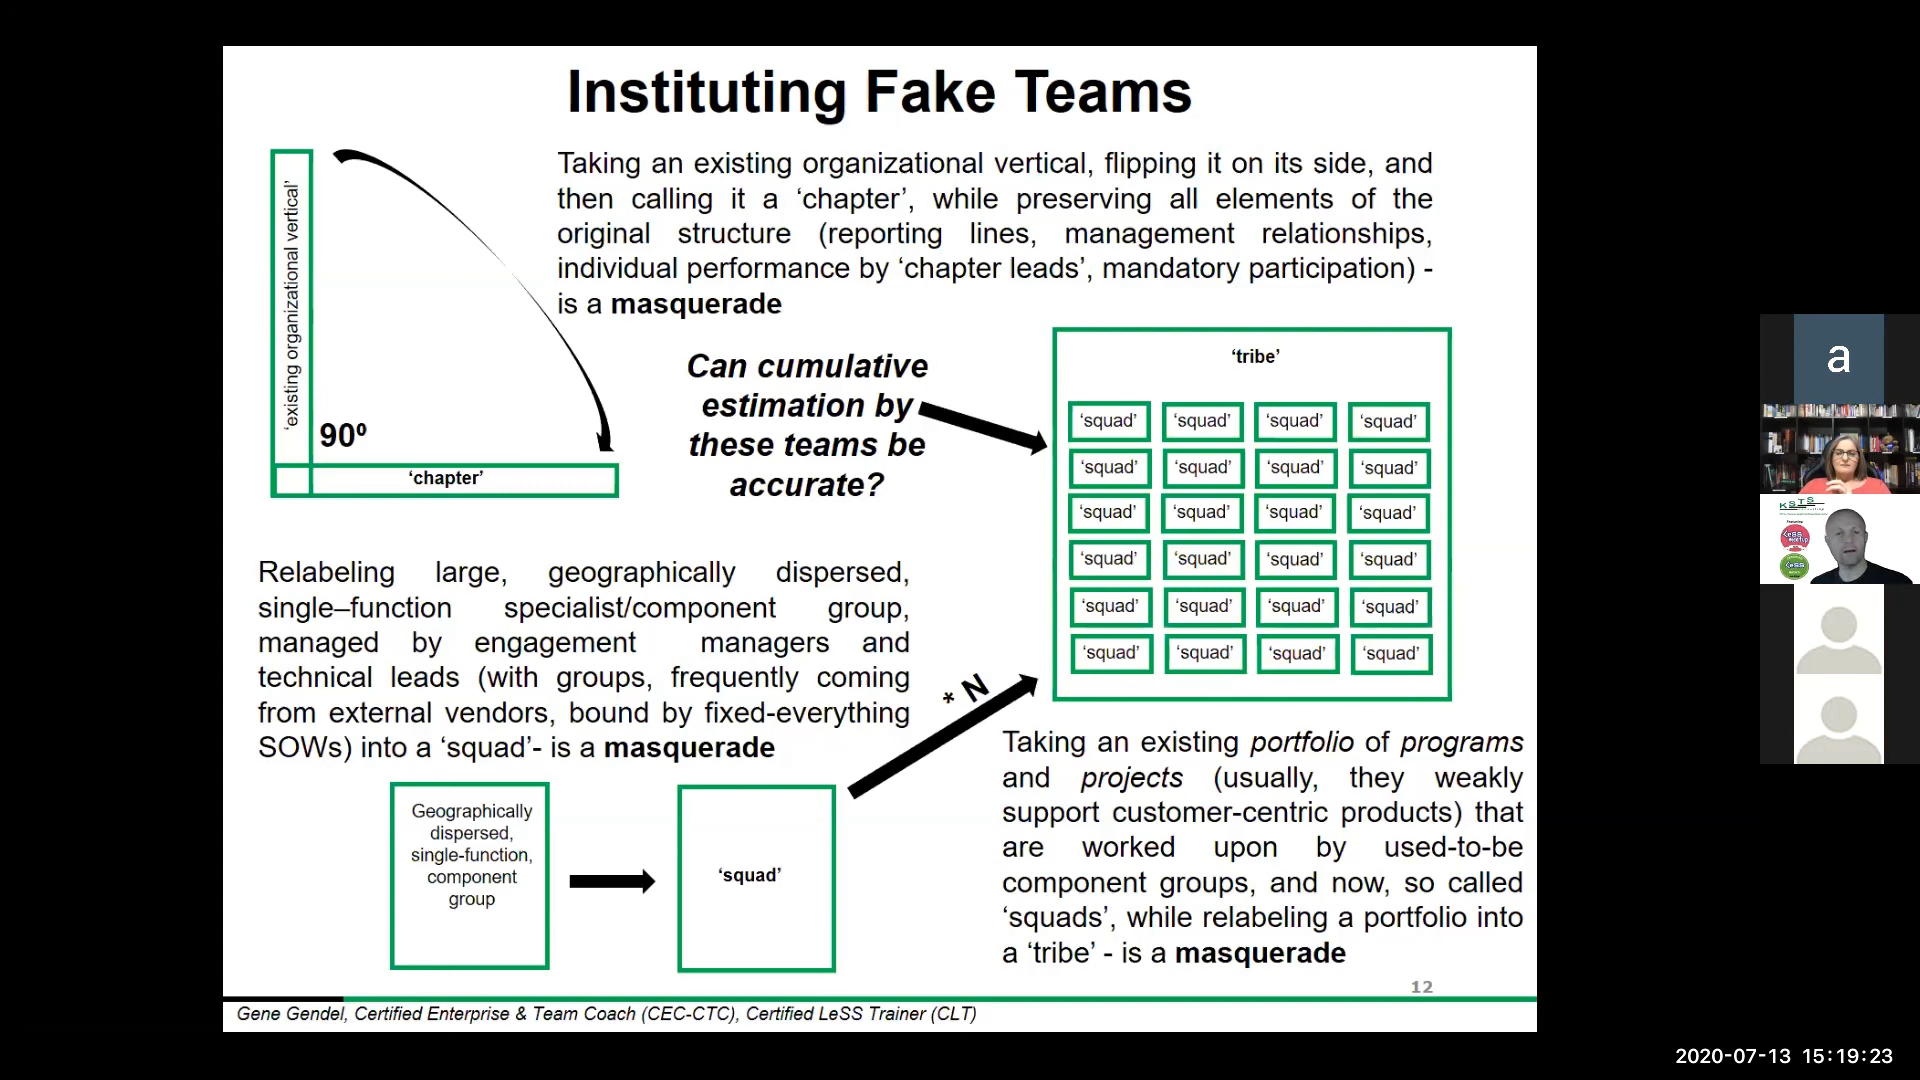 Instituting Fake Teams
Taking an existing organizational vertical, flipping it on its side, and
then calling it a ‘chapter’, while preserving all elements of the
original structure (reporting lines, management relationships,
individual performance by ‘chapter leads’, mandatory participation) -
is a masquerade
‘existing organizational vertical’
90º
‘chapter’
Can cumulative
estimation by
these teams be
accurate?
‘tribe’
‘squad’ ‘squad’ ‘squad’ ‘squad’
‘squad’ ‘squad’ ‘squad’ ‘squad’
‘squad’ ‘squad’ ‘squad’ ‘squad’
‘squad’ ‘squad’ ‘squad’ ‘squad’
‘squad’ ‘squad’ ‘squad’ ‘squad’
‘squad’ ‘squad’ ‘squad’ ‘squad’
Relabeling large, geographically dispersed,
single–function specialist/component group,
managed by engagement managers and
technical leads (with groups, frequently coming
from external vendors, bound by fixed-everything
SOWs) into a ‘squad’- is a masquerade
* N
Geographically
dispersed,
single-function,
component
group
‘squad’
Taking an existing portfolio of programs
and projects (usually, they weakly
support customer-centric products) that
are worked upon by used-to-be
component groups, and now, so called
‘squads’, while relabeling a portfolio into
a ‘tribe’ - is a masquerade
12
Gene Gendel, Certified Enterprise & Team Coach (CEC-CTC), Certified LeSS Trainer (CLT)
a
KSTS
LeSS
LeSS
2020-07-13 15:19:23